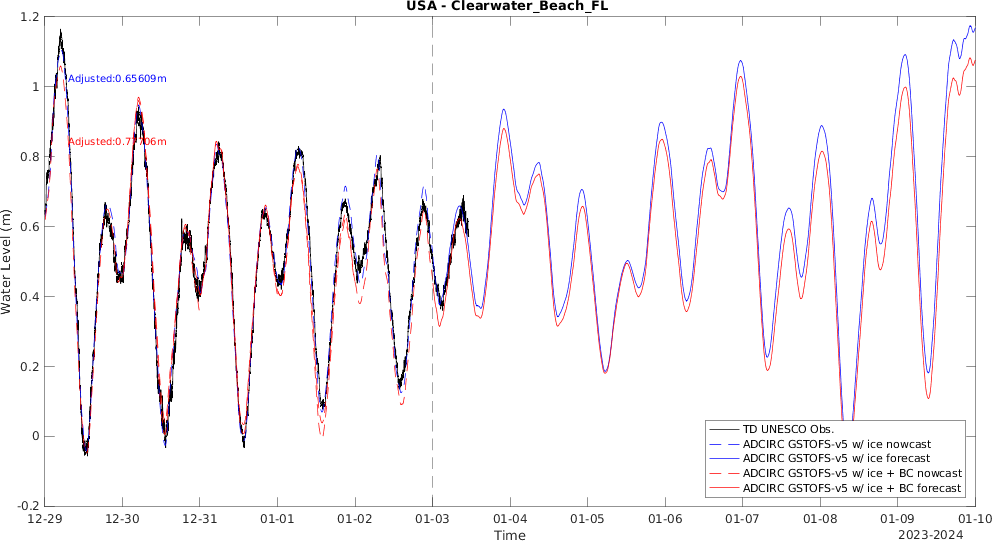 USA - Clearwater_Beach_FL
1.2
1
0.8
0.6
0.4
0.2
0
-0.2
Water Level (m)
Adjusted:0.65609m
TD UNESCO Obs.
ADCIRC GSTOFS-v5 w/ ice nowcast
ADCIRC GSTOFS-v5 w/ ice forecast
ADCIRC GSTOFS-v5 w/ ice + BC nowcast
ADCIRC GSTOFS-v5 w/ ice + BC forecast
12-29 12-30 12-31 01-01 01-02 01-03 01-04 01-05 01-06 01-07 01-08 01-09 01-10
Time
2023-2024